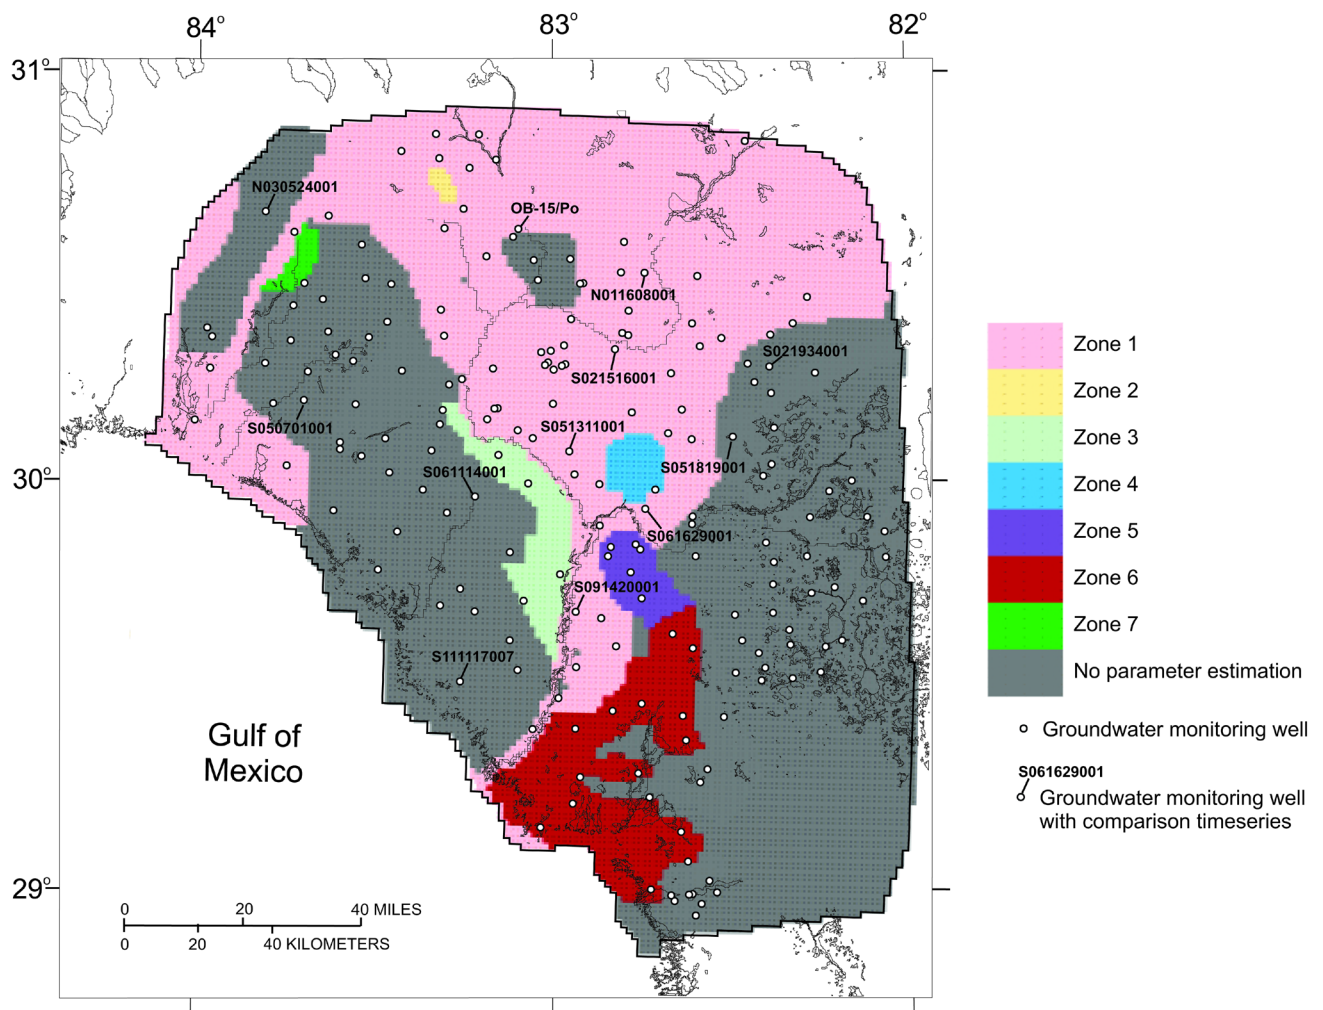 84°
83°
82°
31°
N030524001
OB-15/Po
N011608001
S021934001
S021516001
S050701001
S051311001
S051819001
S061114001
30°
S061629001
S091420001
S111117007
Gulf of
Mexico
29°
0 20 40 MILES
0 20 40 KILOMETERS
Zone 1
Zone 2
Zone 3
Zone 4
Zone 5
Zone 6
Zone 7
No parameter estimation
Groundwater monitoring well
S061629001
Groundwater monitoring well
with comparison timeseries